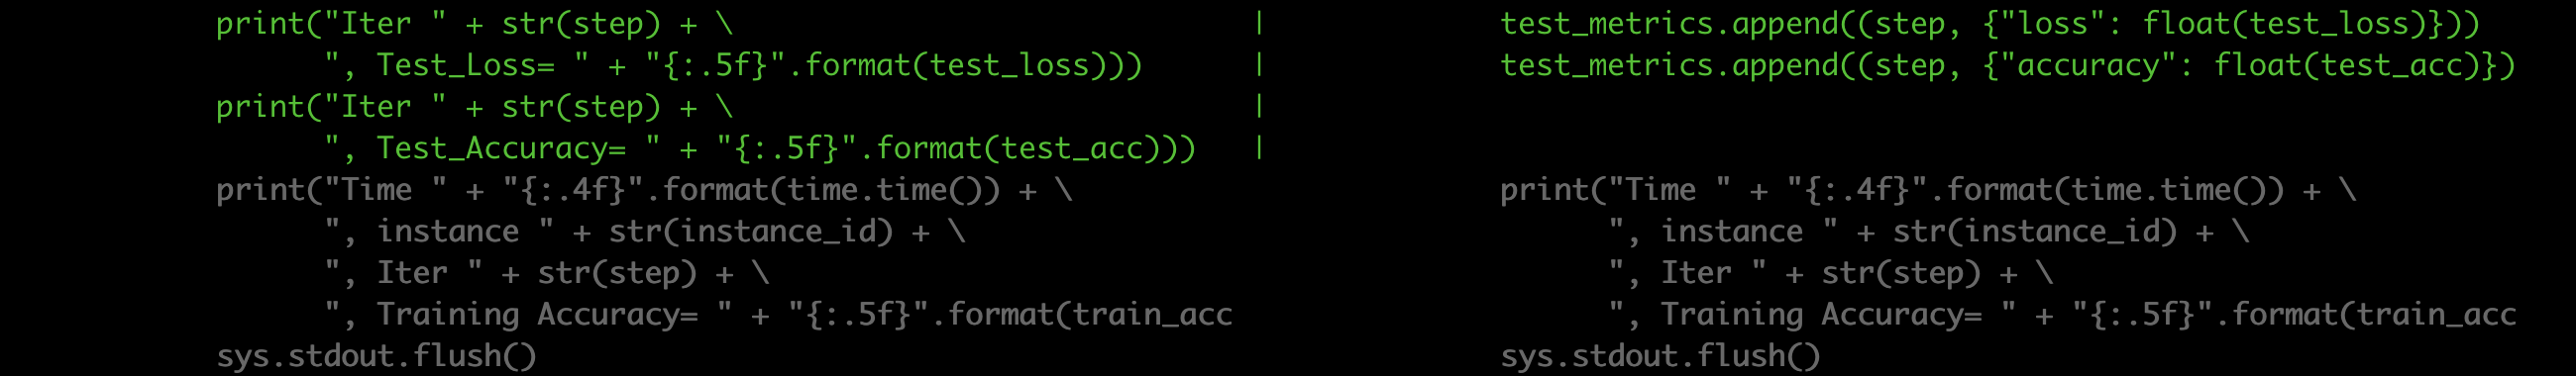 print("Iter " + str(step) + \ | test_metrics.append((step, {"loss": float(test_loss)}))
", Test_Loss= " + "{:.5f}".format(test_loss))) | test_metrics.append((step, {"accuracy": float(test_acc)})
print("Iter " + str(step) + \ |
", Test_Accuracy= " + "{:.5f}".format(test_acc))) |
print("Time " + "{:.4f}".format(time.time()) + \ print("Time " + "{:.4f}".format(time.time()) + \
", instance " + str(instance_id) + \ ", instance " + str(instance_id) + \
", Iter " + str(step) + \ ", Iter " + str(step) + \
", Training Accuracy= " + "{:.5f}".format(train_acc ", Training Accuracy= " + "{:.5f}".format(train_acc
sys.stdout.flush() sys.stdout.flush()